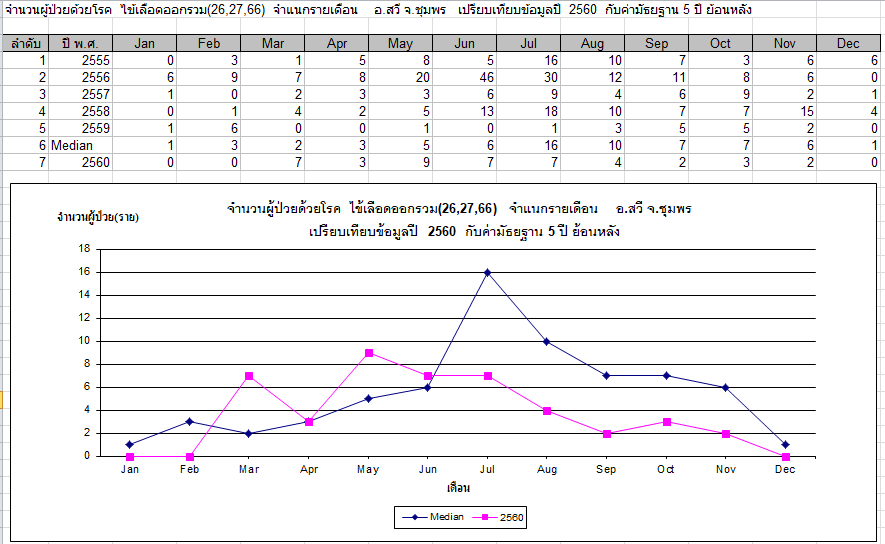 จำนวนผู้ป่วยด้วยโรค ไข้เลือดออกรวม(26,27,66) จำแนกรายเดือน อ.สวี จ.ชุมพร เปรียบเทียบข้อมูลปี 2560 กับค่ามัธยฐาน 5 ปี ย้อนหลัง
ลำดับ ปี พ.ศ. Jan Feb Mar Apr May Jun Jul Aug Sep Oct Nov Dec
1 2555 0 3 1 5 8 5 16 10 7 3 6 6
2 2556 6 9 7 8 20 46 30 12 11 8 6 0
3 2557 1 0 2 3 3 6 9 4 6 9 2 1
4 2558 0 1 4 2 5 13 18 10 7 7 15 4
5 2559 1 6 0 0 1 0 1 3 5 5 2 0
6 Median 1 3 2 3 5 6 16 10 7 7 6 1
7 2560 0 0 7 3 9 7 7 4 2 3 2 0
จำนวนผู้ป่วยด้วยโรค ไข้เลือดออกรวม(26,27,66) จำแนกรายเดือน อ.สวี จ.ชุมพร
เปรียบเทียบข้อมูลปี 2560 กับค่ามัธยฐาน 5 ปี ย้อนหลัง
จำนวนผู้ป่วย(ราย)
18
16
14
12
10
8
6
4
2
0
Jan Feb Mar Apr May Jun Jul Aug Sep Oct Nov Dec
เดือน
Median 2560